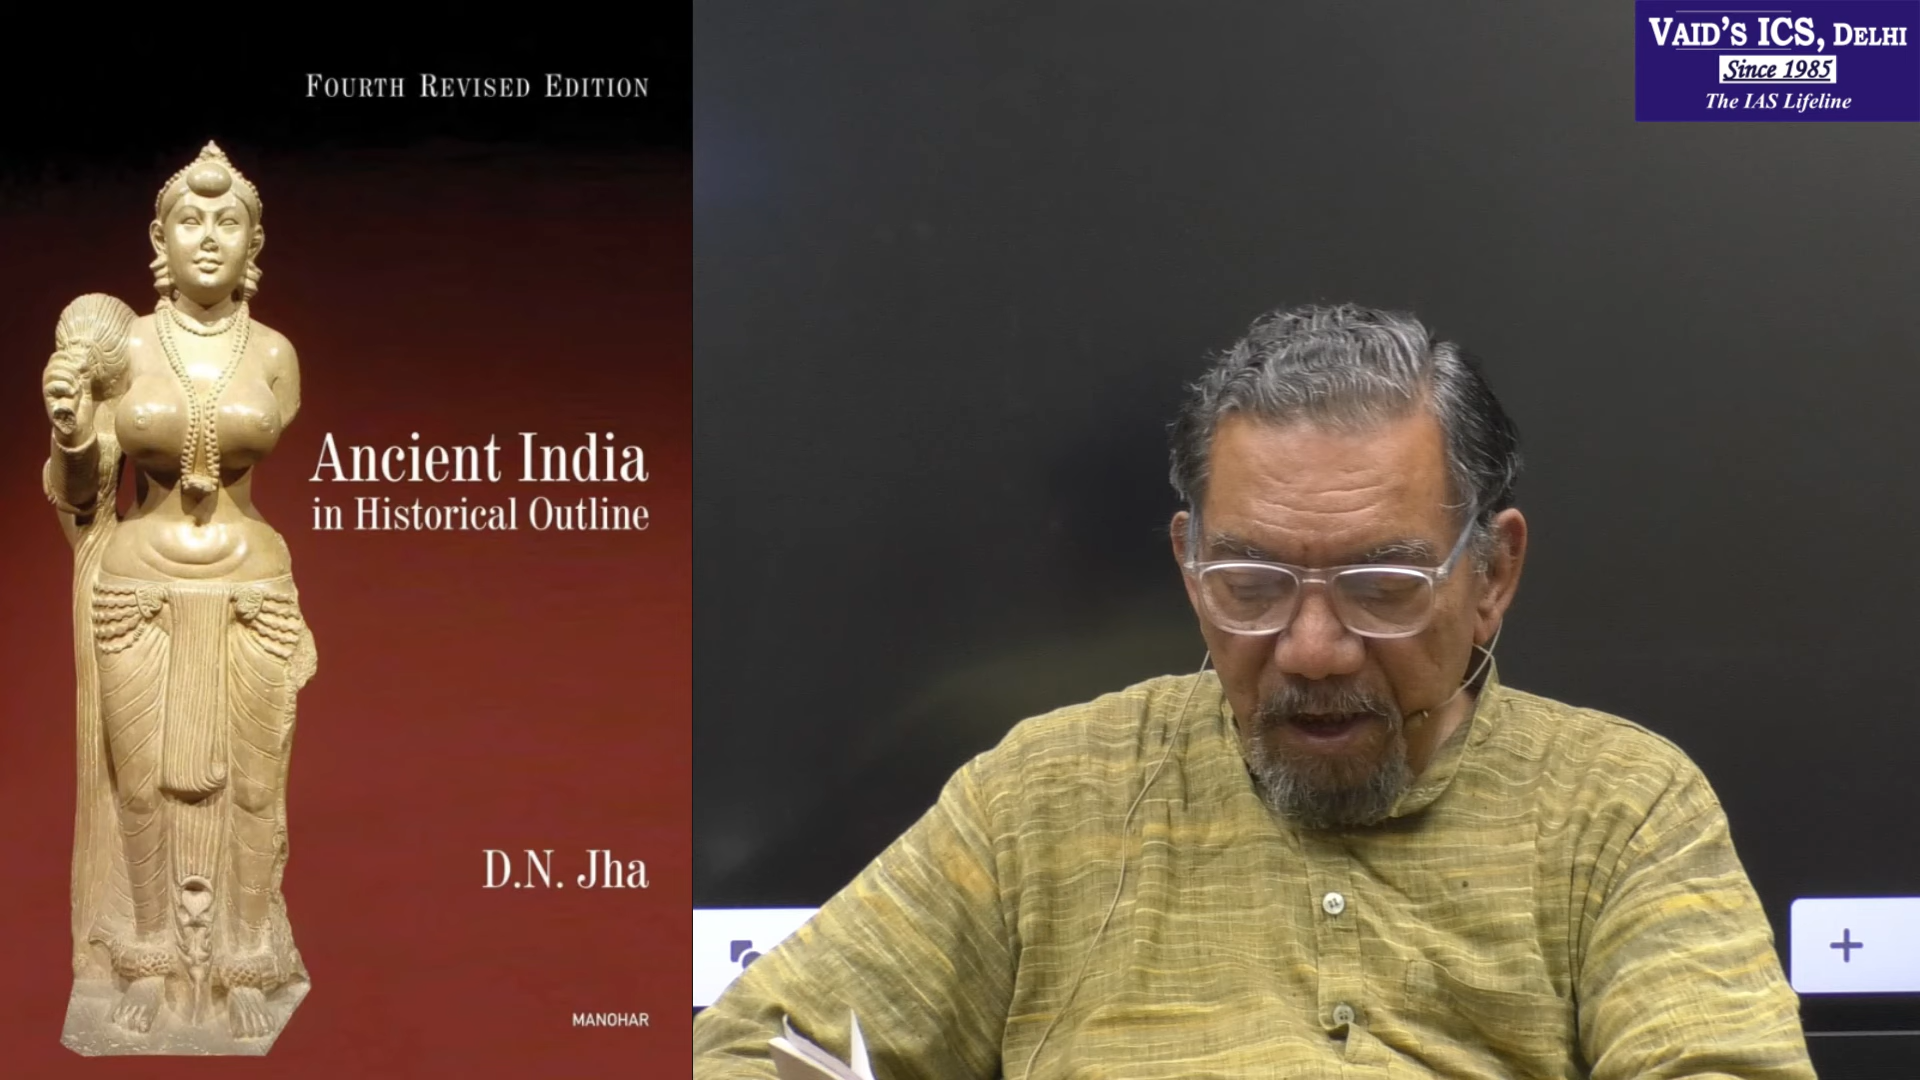 FOURTH REVISED EDITION
Ancient India
in Historical Outline
D.N. Jha
MANOHAR
VAID'S ICS, DELHI
Since 1985
The IAS Lifeline